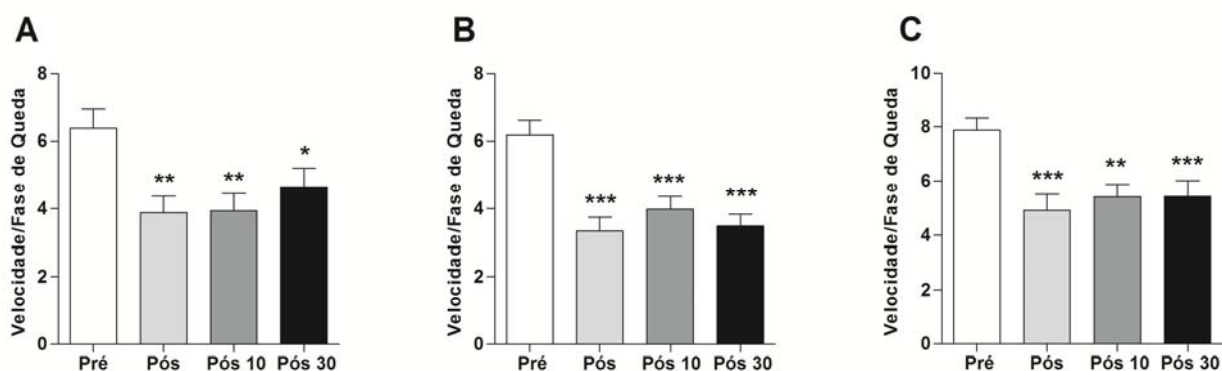 A
Velocidade/Fase de Queda
8
6
4
2
0
**
**
*
Pré
Pós
Pós 10
Pós 30
B
Velocidade/Fase de Queda
8
6
4
2
0
***
***
***
Pré
Pós
Pós 10
Pós 30
C
Velocidade/Fase de Queda
10
8
6
4
2
0
***
**
***
Pré
Pós
Pós 10
Pós 30